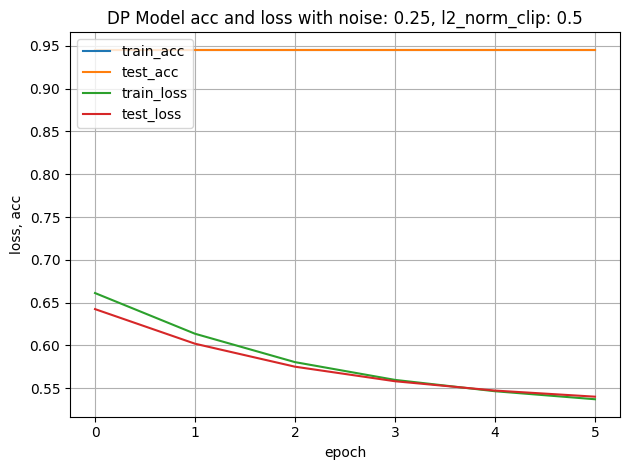 DP Model acc and loss with noise: 0.25, l2_norm_clip: 0.5
train_acc
test_acc
train_loss
test_loss
0.95
0.90
0.85
0.80
0.75
0.70
0.65
0.60
0.55
loss, acc
0 1 2 3 4 5
epoch